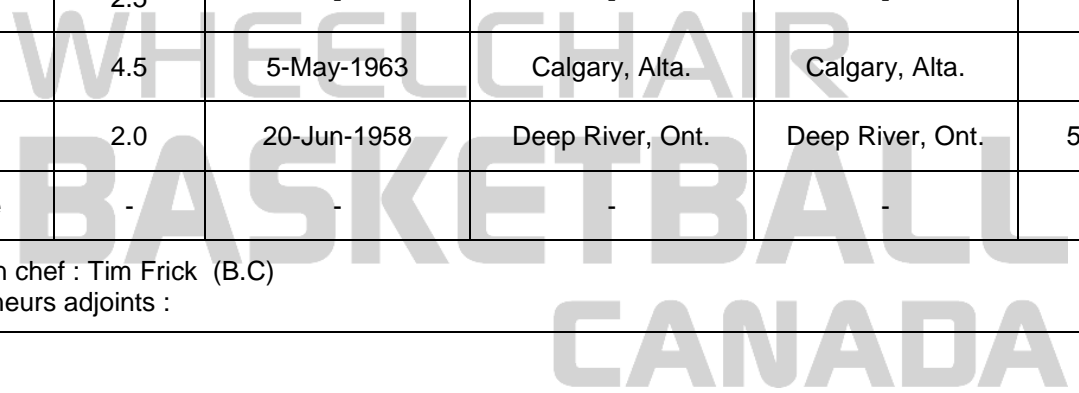 2.5 - - -
4.5 5-May-1963 Calgary, Alta. Calgary, Alta.
2.0 20-Jun-1958 Deep River, Ont. Deep River, Ont. 5
- - - -
n chef : Tim Frick (B.C)
neurs adjoints :
WHEELCHAIR
BASKETBALL
CANADA